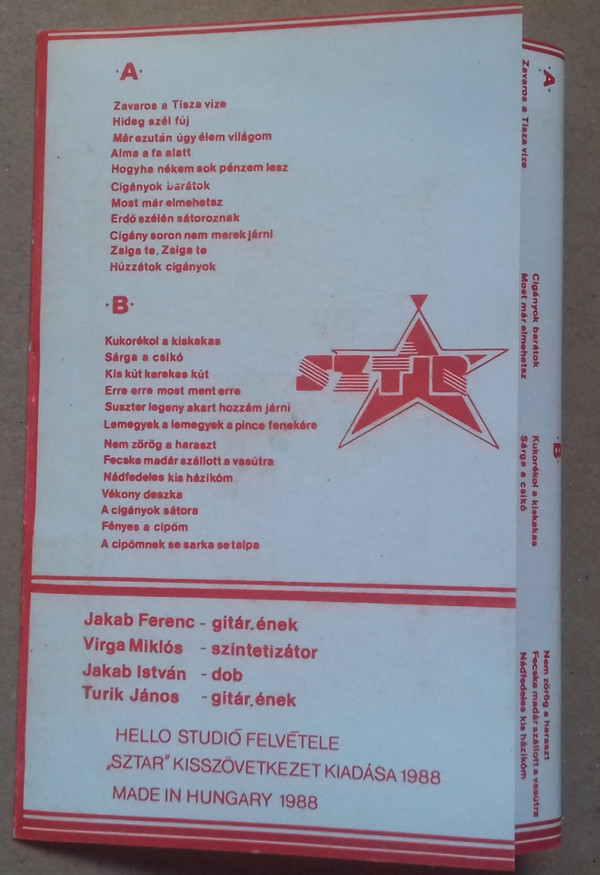 ·A·
Zavaros a Tisza vize
Hideg szél fúj
Már ezután úgy élem világom
Alma a fa alatt
Hogyha nékem sok pénzem lesz
Cigányok barátok
Most már elmehetsz
Erdő szélén sátoroznak
Cigány soron nem merek járni
Zsiga te, Zsiga te
Húzzátok cigányok
·B·
Kukorékol a kiskakas
Sárga a csikó
Kis kút kerekes kút
Erre erre most ment erre
Suszter legeny akart hozzám járni
Lemegyek a lemegyek a pince fenekére
Nem zörög a haraszt
Fecske madár szállott a vasútra
Nádfedeles kis házikóm
Vékony deszka
A cigányok sátora
Fényes a cipőm
A cipőmnek se sarka se talpa
SZTÁR
Jakab Ferenc - gitár, ének
Virga Miklós - szintetizátor
Jakab István - dob
Turik János - gitár, ének
HELLO STUDIÓ FELVÉTELE
„SZTAR” KISSZÖVETKEZET KIADÁSA 1988
MADE IN HUNGARY 1988
·A·
Zavaros a Tisza vize
Cigányok barátok
Most már elmehetsz
B·
Kukorékol a kiskakas
Sárga a csikó
Nem zörög a haraszt
Fecske madár szállott a vasútra
Nádfedeles kis házikóm